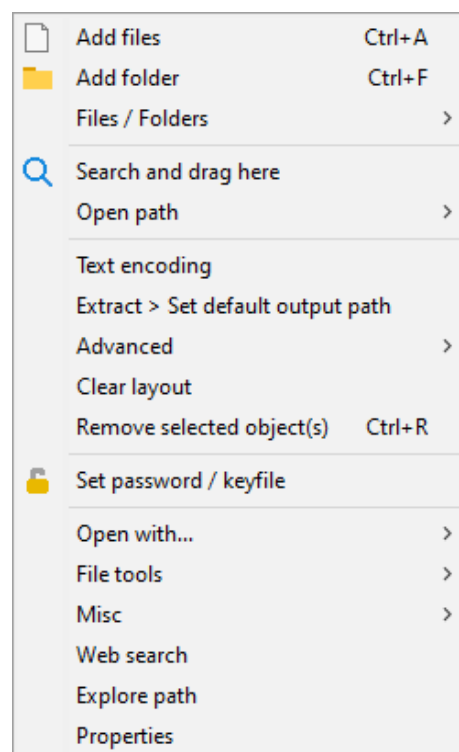 Add files Ctrl+A
Add folder Ctrl+F
Files / Folders
Search and drag here
Open path
Text encoding
Extract > Set default output path
Advanced
Clear layout
Remove selected object(s) Ctrl+R
Set password / keyfile
Open with...
File tools
Misc
Web search
Explore path
Properties